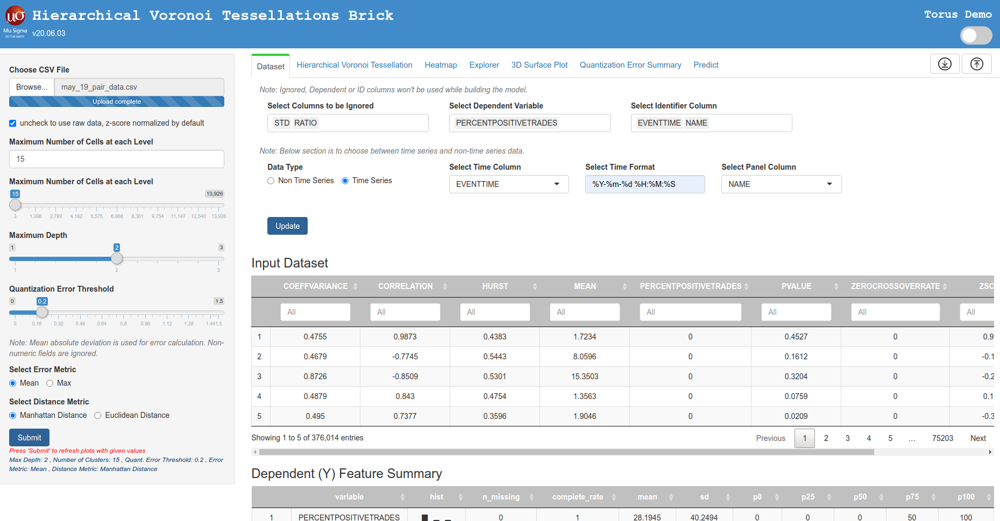 Hierarchical Voronoi Tessellations Brick
Torus Demo
μσ
Mu Sigma
DO THE MATH
v20.06.03
Choose CSV File
Browse... may_19_pair_data.csv
Upload complete
uncheck to use raw data, z-score normalized by default
Maximum Number of Cells at each Level
15
Maximum Number of Cells at each Level
15 13,926
3 1,396 2,789 4,182 5,575 6,968 8,361 9,754 11,147 12,540 13,926
Maximum Depth
1 2 3
1 2 3
Quantization Error Threshold
0 0.2 1.5
0 0.16 0.32 0.48 0.64 0.8 0.96 1.12 1.28 1.441.5
Note: Mean absolute deviation is used for error calculation. Non-
numeric fields are ignored.
Select Error Metric
Mean Max
Select Distance Metric
Manhattan Distance Euclidean Distance
Submit
Press 'Submit' to refresh plots with given values
Max Depth: 2 , Number of Clusters: 15 , Quant. Error Threshold: 0.2 , Error
Metric: Mean , Distance Metric: Manhattan Distance
Dataset Hierarchical Voronoi Tessellation Heatmap Explorer 3D Surface Plot Quantization Error Summary Predict
Note: Ignored, Dependent or ID columns won't be used while building the model.
Select Columns to be Ignored Select Dependent Variable Select Identifier Column
STD RATIO PERCENTPOSITIVETRADES EVENTTIME NAME
Note: Below section is to choose between time series and non-time series data.
Data Type Select Time Column Select Time Format Select Panel Column
Non Time Series Time Series EVENTTIME %Y-%m-%d %H:%M:%S NAME
Update
Input Dataset
COEFFVARIANCE CORRELATION HURST MEAN PERCENTPOSITIVETRADES PVALUE ZEROCROSSOVERRATE ZSC
All All All All All All All All
1 0.4755 0.9873 0.4383 1.7234 0 0.4527 0 0.9
2 0.4679 -0.7745 0.5443 8.0596 0 0.1612 0 -0.1
3 0.8726 -0.8509 0.5301 15.3503 0 0.3204 0 -0.2
4 0.4879 0.843 0.4754 1.3563 0 0.0759 0 0.1
5 0.495 0.7377 0.3596 1.9046 0 0.0209 0 -0.3
Showing 1 to 5 of 376,014 entries
Previous 1 2 3 4 5 … 75203 Next
Dependent (Y) Feature Summary
variable hist n_missing complete_rate mean sd p0 p25 p50 p75 p100
1 PERCENTPOSITIVETRADES 0 1 28.1945 40.2494 0 0 0 50 100